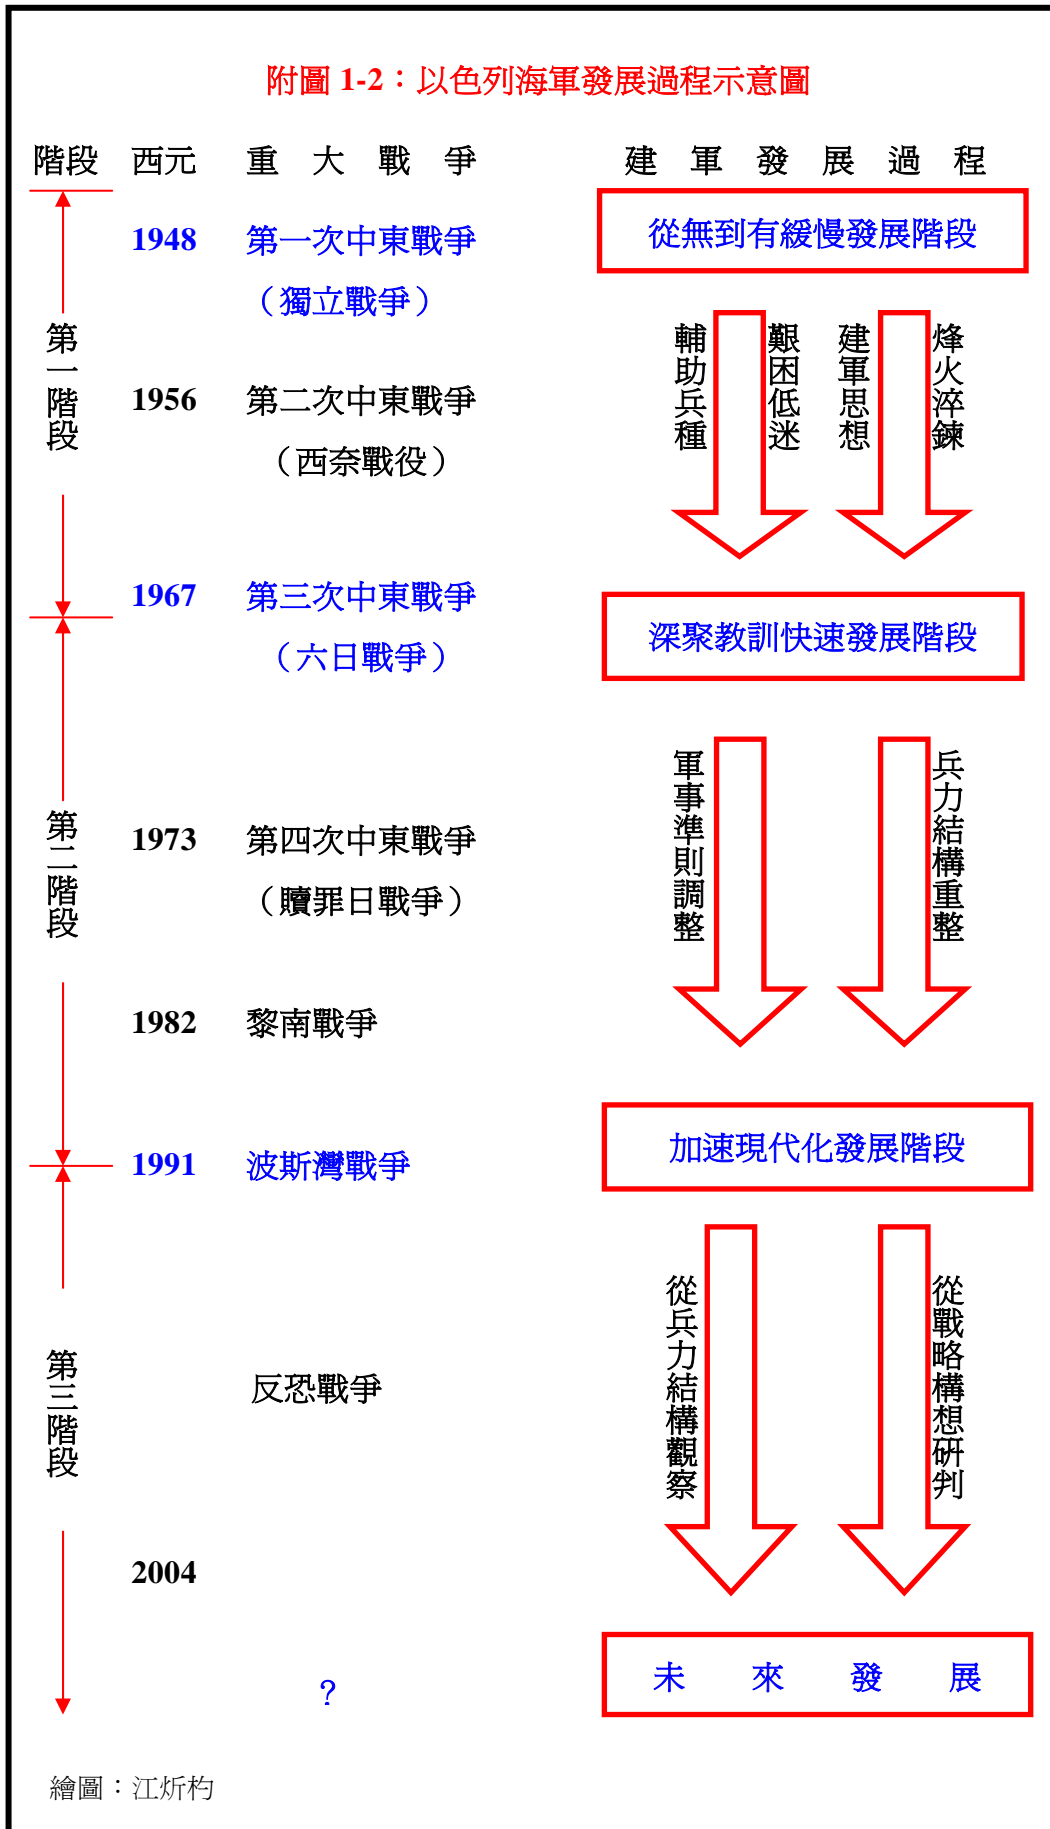 附圖 1-2：以色列海軍發展過程示意圖
階段 西元 重大戰爭 建軍發展過程
第一階段
1948 第一次中東戰爭
（獨立戰爭）
1956 第二次中東戰爭
（西奈戰役）
從無到有緩慢發展階段
輔助兵種
艱困低迷
建軍思想
烽火淬鍊
1967 第三次中東戰爭
（六日戰爭）
深聚教訓快速發展階段
第二階段
1973 第四次中東戰爭
（贖罪日戰爭）
1982 黎南戰爭
軍事準則調整
兵力結構重整
1991 波斯灣戰爭
加速現代化發展階段
第三階段
反恐戰爭
從兵力結構觀察
從戰略構想研判
2004
？
未來發展
繪圖：江炘杓